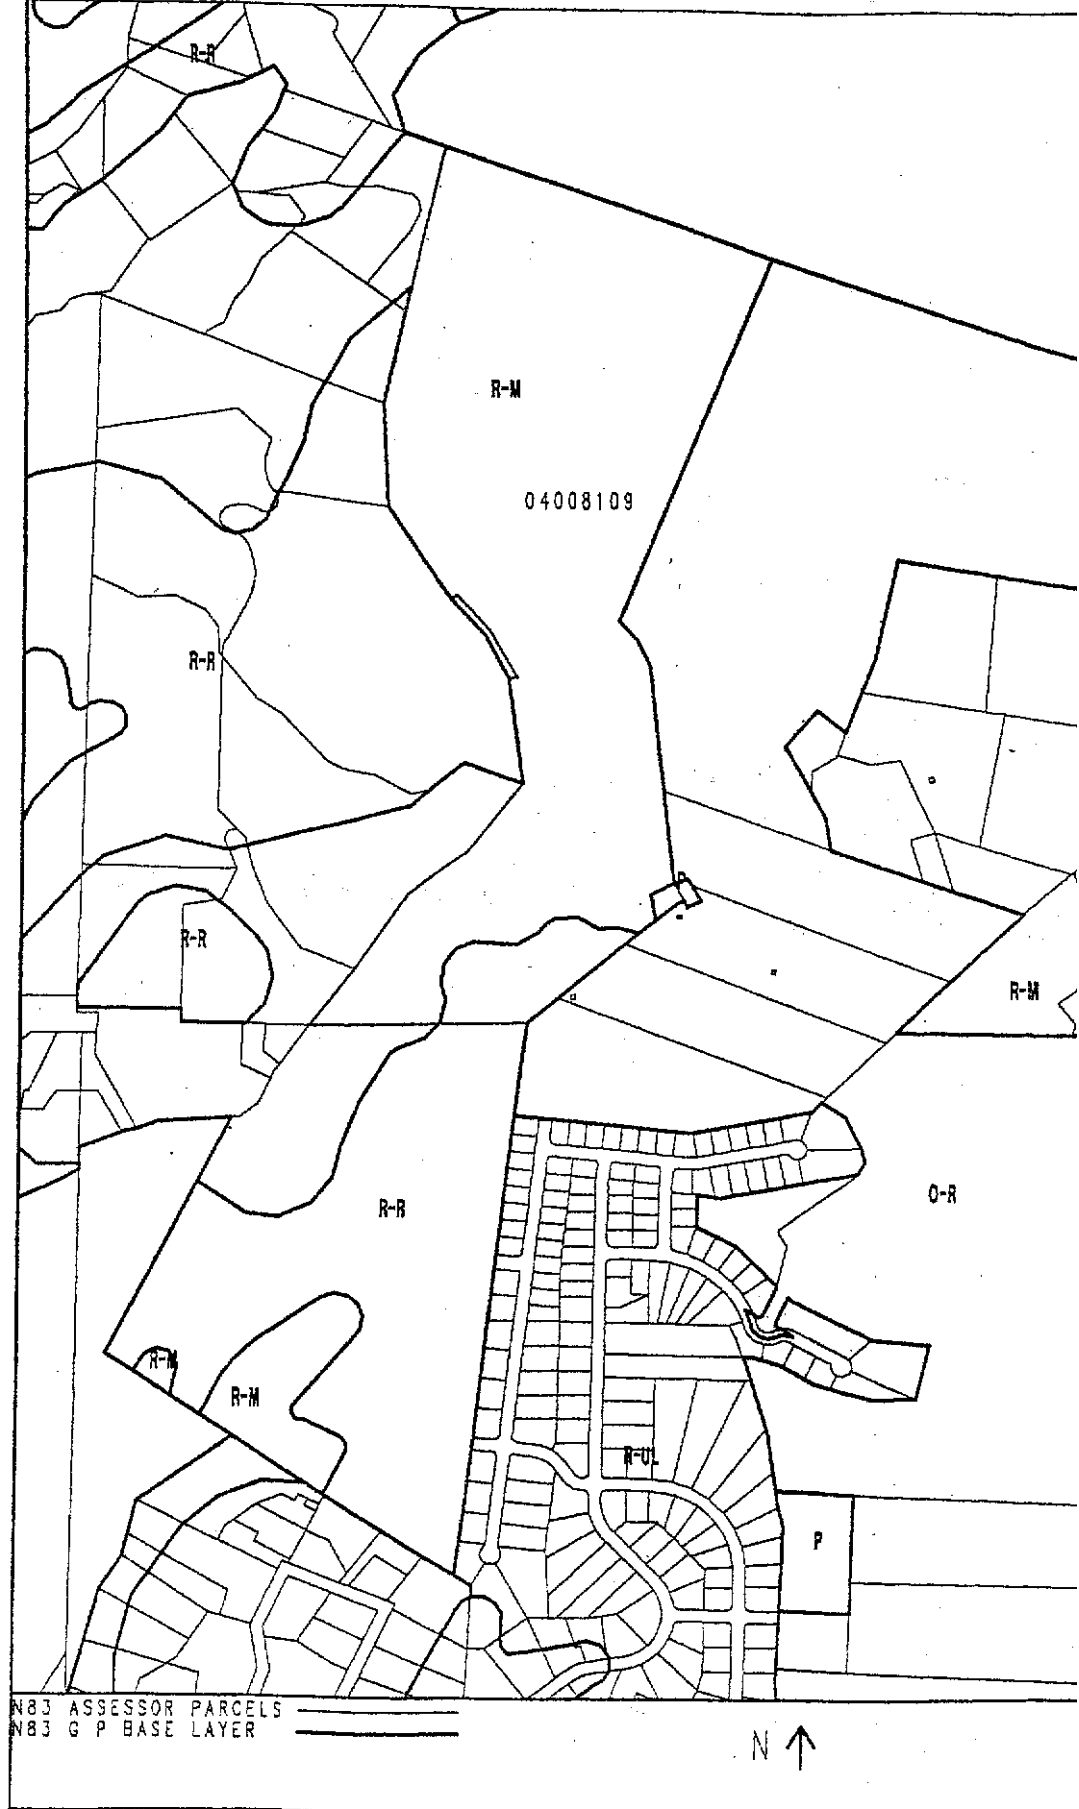 R-R
R-M
04008109
R-R
R-R
R-M
R-R
O-R
R-M
R-M
R-UL
P
N83 ASSESSOR PARCELS
N83 G P BASE LAYER
N